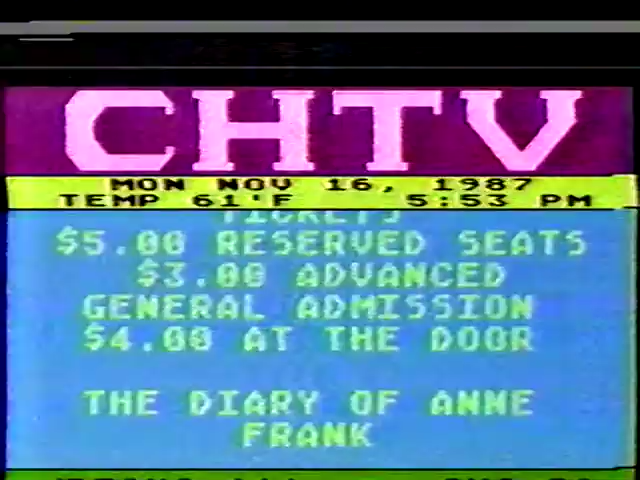 CHTV
MON NOV 16, 1987
TEMP 61'F 5:53 PM
TICKETS
$5.00 RESERVED SEATS
$3.00 ADVANCED
GENERAL ADMISSION
$4.00 AT THE DOOR
THE DIARY OF ANNE
FRANK